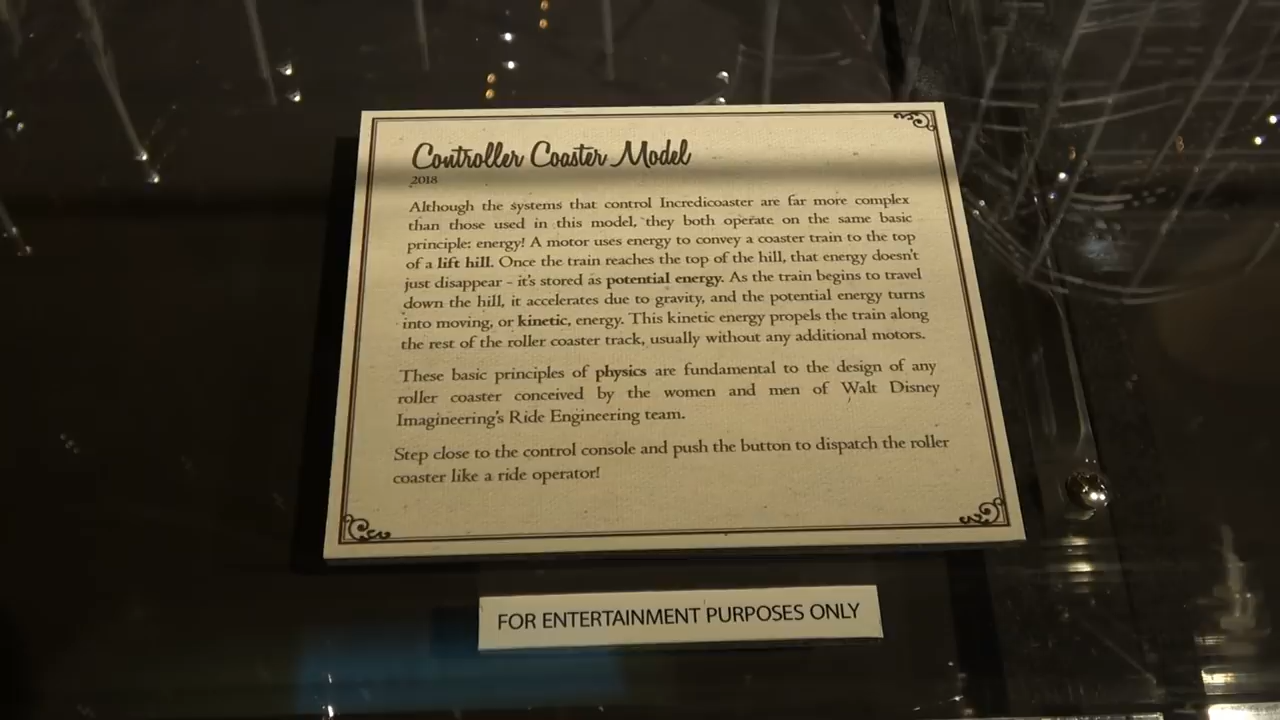 Controller Coaster Model
2018
Although the systems that control Incredicoaster are far more complex
than those used in this model, they both operate on the same basic
principle: energy! A motor uses energy to convey a coaster train to the top
of a lift hill. Once the train reaches the top of the hill, that energy doesn't
just disappear - it's stored as potential energy. As the train begins to travel
down the hill, it accelerates due to gravity, and the potential energy turns
into moving, or kinetic, energy. This kinetic energy propels the train along
the rest of the roller coaster track, usually without any additional motors.
These basic principles of physics are fundamental to the design of any
roller coaster conceived by the women and men of Walt Disney
Imagineering's Ride Engineering team.
Step close to the control console and push the button to dispatch the roller
coaster like a ride operator!
FOR ENTERTAINMENT PURPOSES ONLY